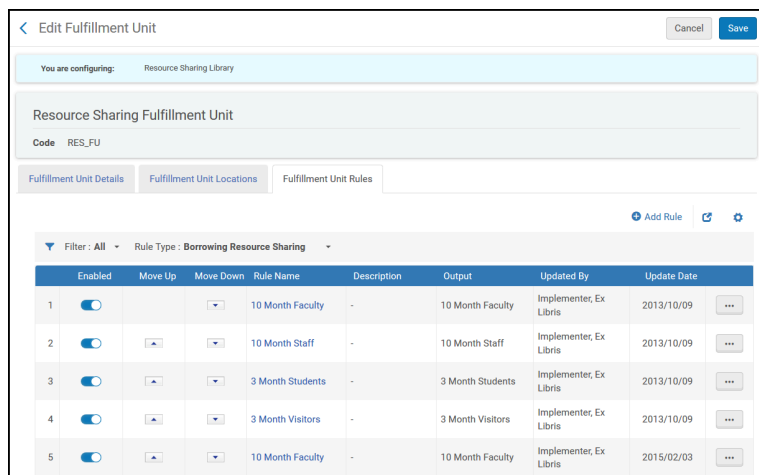 Edit Fulfillment Unit
Cancel
Save
You are configuring: Resource Sharing Library
Resource Sharing Fulfillment Unit
Code RES_FU
Fulfillment Unit Details Fulfillment Unit Locations Fulfillment Unit Rules
Add Rule
Filter : All Rule Type : Borrowing Resource Sharing
Enabled Move Up Move Down Rule Name Description Output Updated By Update Date
1 10 Month Faculty - 10 Month Faculty Implementer, Ex Libris 2013/10/09
2 10 Month Staff - 10 Month Staff Implementer, Ex Libris 2013/10/09
3 3 Month Students - 3 Month Students Implementer, Ex Libris 2013/10/09
4 3 Month Visitors - 3 Month Visitors Implementer, Ex Libris 2013/10/09
5 10 Month Faculty - 10 Month Faculty Implementer, Ex Libris 2015/02/03